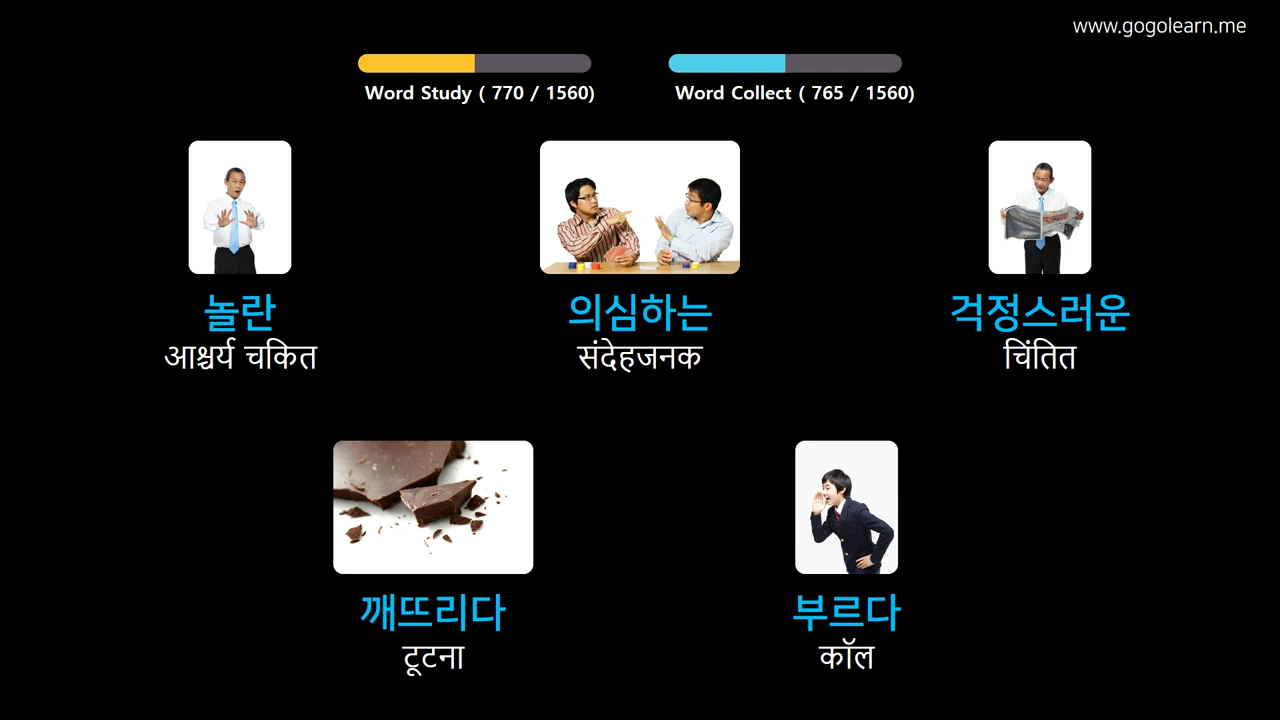 www.gogolearn.me
Word Study ( 770 / 1560)
Word Collect ( 765 / 1560)
놀란
आश्चर्य चकित
의심하는
संदेहजनक
걱정스러운
चिंतित
깨뜨리다
टूटना
부르다
कॉल